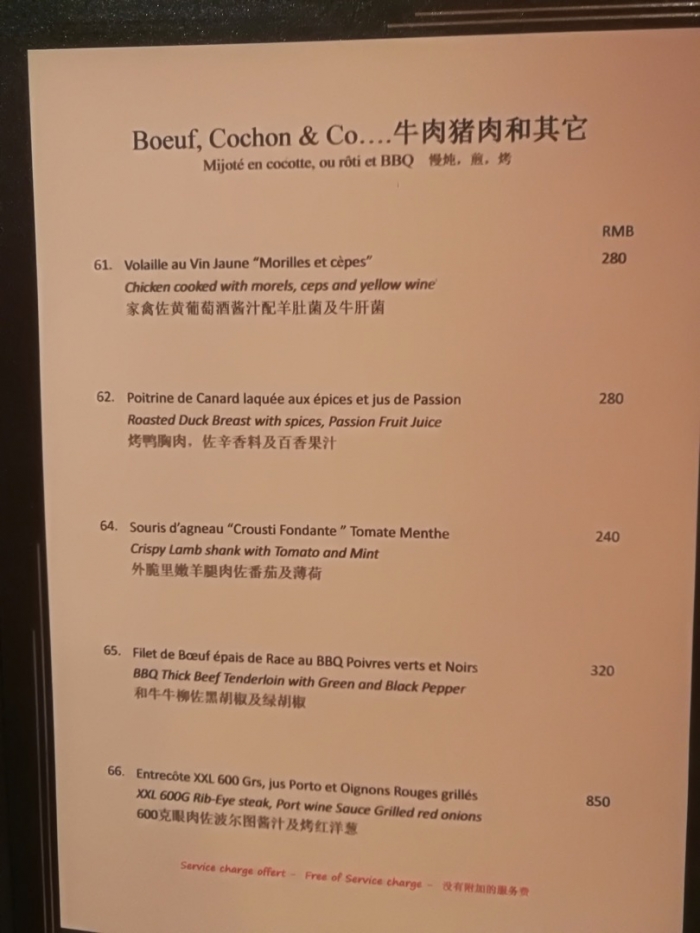 Boeuf, Cochon & Co….牛肉猪肉和其它
Mijoté en cocotte, ou rôti et BBQ 慢炖，煎，烤
RMB
61. Volaille au Vin Jaune “Morilles et cèpes” 280
Chicken cooked with morels, ceps and yellow wine
家禽佐黄葡萄酒酱汁配羊肚菌及牛肝菌
62. Poitrine de Canard laquée aux épices et jus de Passion 280
Roasted Duck Breast with spices, Passion Fruit Juice
烤鸭胸肉，佐辛香料及百香果汁
64. Souris d’agneau “Crousti Fondante ” Tomate Menthe 240
Crispy Lamb shank with Tomato and Mint
外脆里嫩羊腿肉佐番茄及薄荷
65. Filet de Bœuf épais de Race au BBQ Poivres verts et Noirs 320
BBQ Thick Beef Tenderloin with Green and Black Pepper
和牛牛柳佐黑胡椒及绿胡椒
66. Entrecôte XXL 600 Grs, jus Porto et Oignons Rouges grillés 850
XXL 600G Rib-Eye steak, Port wine Sauce Grilled red onions
600克眼肉佐波尔图酱汁及烤红洋葱
Service charge offert – Free of Service charge – 没有附加的服务费